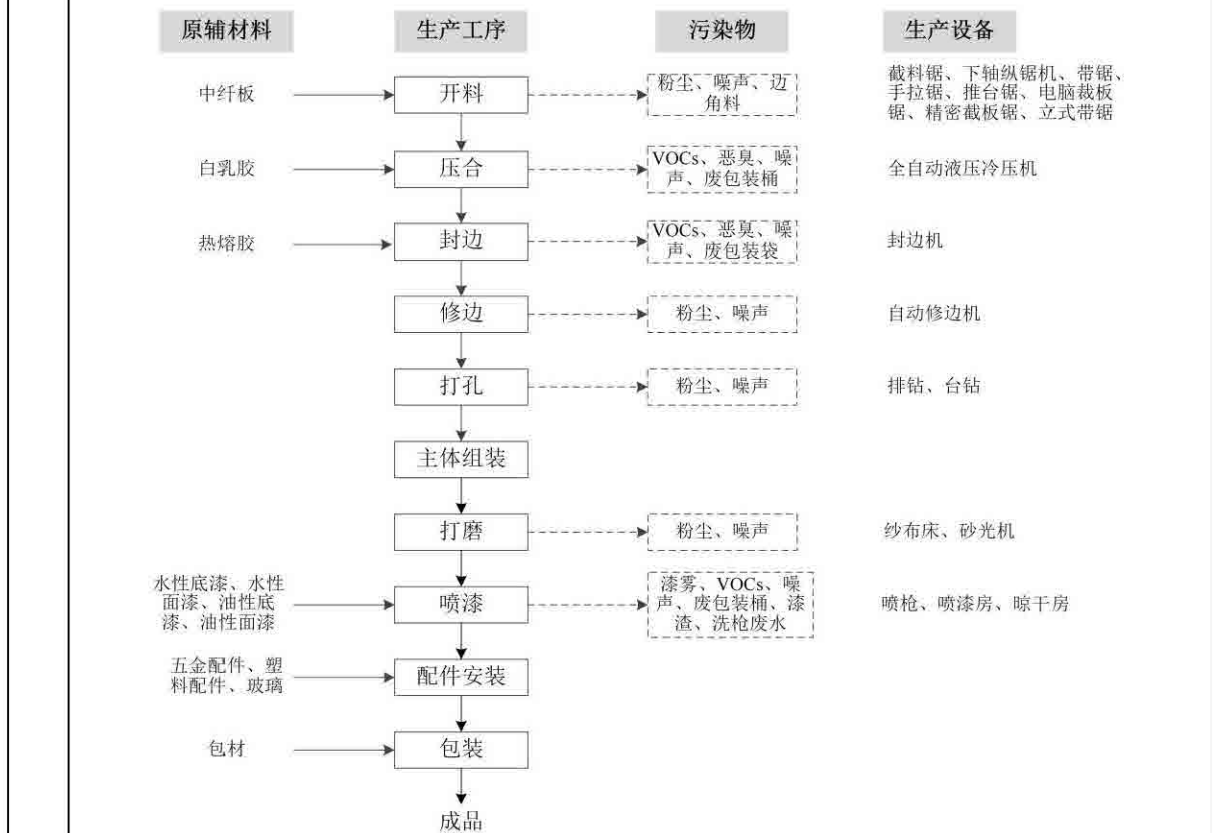 原辅材料
生产工序
污染物
生产设备
中纤板
开料
粉尘、噪声、边
角料
截料锯、下轴纵锯机、带锯、
手拉锯、推台锯、电脑裁板
锯、精密截板锯、立式带锯
白乳胶
压合
VOCs、恶臭、噪
声、废包装桶
全自动液压冷压机
热熔胶
封边
VOCs、恶臭、噪
声、废包装袋
封边机
修边
粉尘、噪声
自动修边机
打孔
粉尘、噪声
排钻、台钻
主体组装
打磨
粉尘、噪声
纱布床、砂光机
水性底漆、水性
面漆、油性底
漆、油性面漆
喷漆
漆雾、VOCs、噪
声、废包装桶、漆
渣、洗枪废水
喷枪、喷漆房、晾干房
五金配件、塑
料配件、玻璃
配件安装
包材
包装
成品